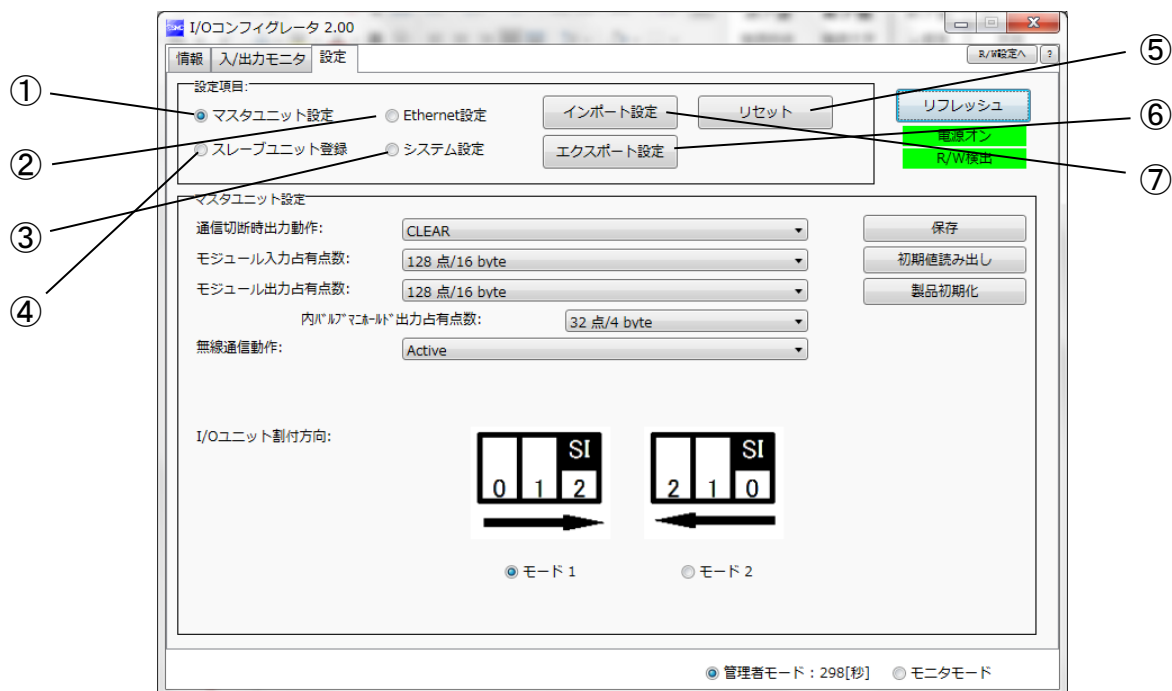 I/Oコンフィグレータ 2.00
情報 入/出力モニタ 設定 R/W設定へ ?
設定項目:
① マスタユニット設定 Ethernet設定 インポート設定 リセット リフレッシュ ⑤
電源オン ⑥
② スレーブユニット登録 システム設定 エクスポート設定 R/W検出
⑦
③ マスタユニット設定
通信切断時出力動作: CLEAR 保存
モジュール入力占有点数: 128 点/16 byte 初期値読み出し
④ モジュール出力占有点数: 128 点/16 byte 製品初期化
内ﾊﾞﾙﾌﾞﾏﾆﾎｰﾙﾄﾞ出力占有点数: 32 点/4 byte
無線通信動作: Active
I/Oユニット割付方向:
SI SI
0 1 2 2 1 0
モード 1 モード 2
管理者モード : 298[秒] モニタモード